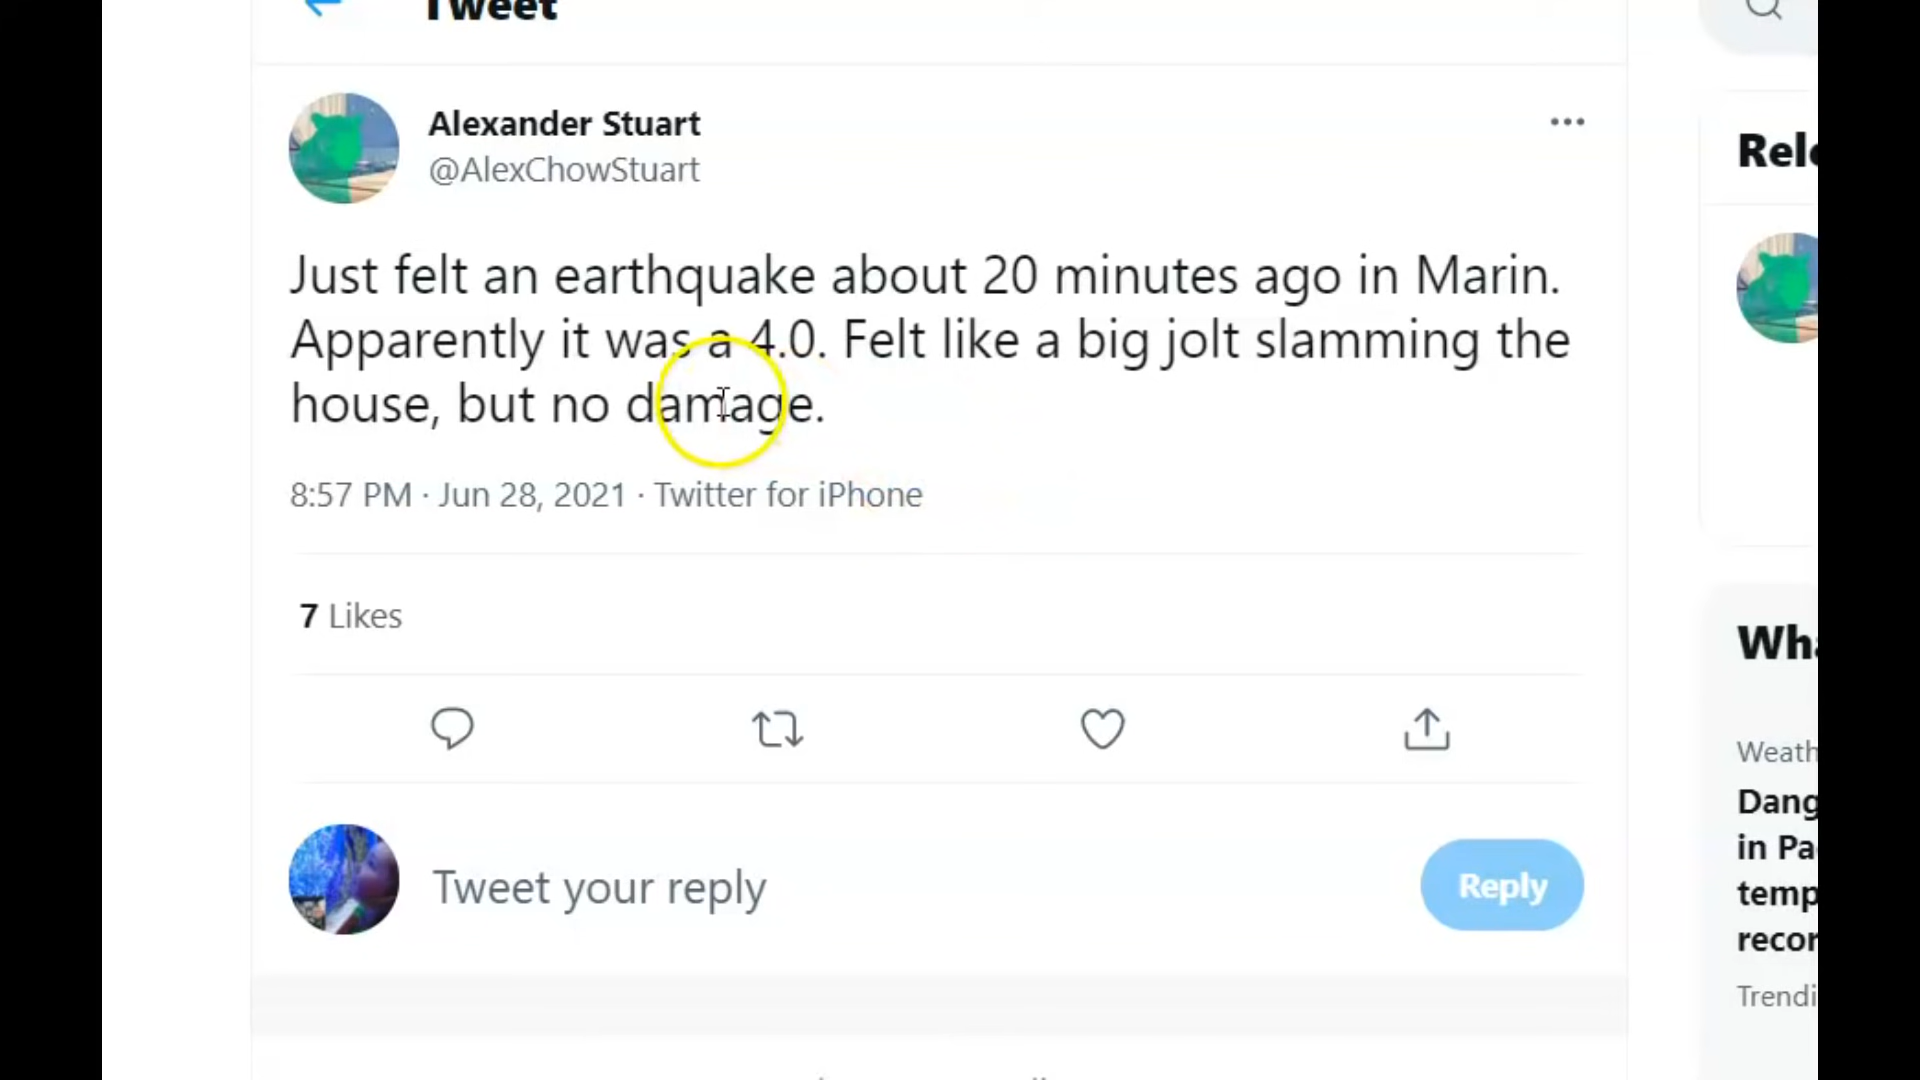 Tweet
Alexander Stuart
@AlexChowStuart
Just felt an earthquake about 20 minutes ago in Marin.
Apparently it was a 4.0. Felt like a big jolt slamming the
house, but no damage.
8:57 PM · Jun 28, 2021 · Twitter for iPhone
7 Likes
Tweet your reply
Reply
Rele
Wha
Weath
Dang
in Pa
temp
recor
Trendi